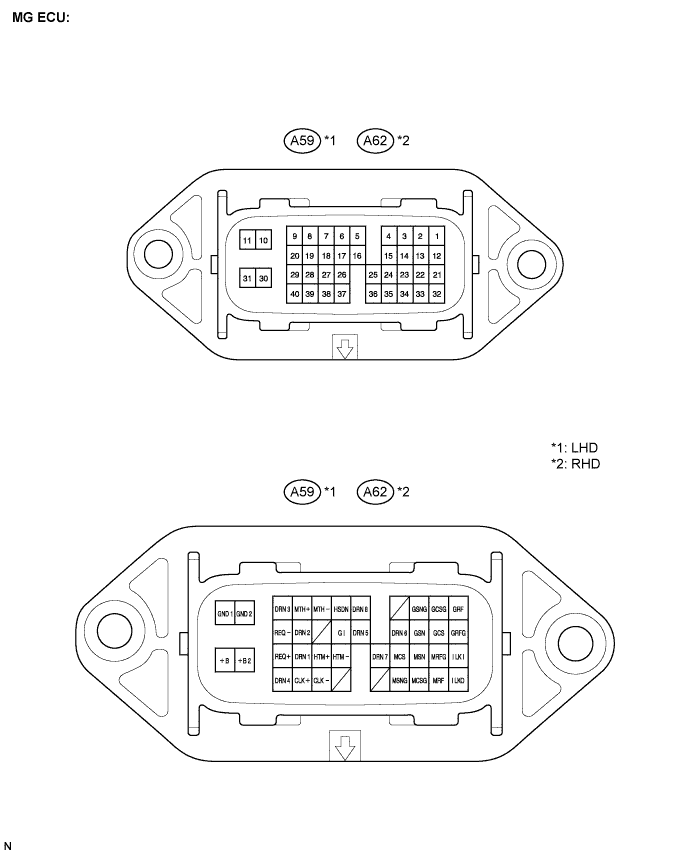 MG ECU:
A59 *1 A62 *2
9 8 7 6 5 4 3 2 1
11 10
20 19 18 17 16 15 14 13 12
29 28 27 26 25 24 23 22 21
31 30
40 39 38 37 36 35 34 33 32
*1: LHD
*2: RHD
A59 *1 A62 *2
DRN 3 MTH+ MTH- HSDN DRN 8 GSNG GCSG GRF
GND 1 GND 2
REQ- DRN 2 G I DRN 5 DRN 6 GSN GCS GRFG
REQ+ DRN 1 HTM+ HTM- DRN 7 MCS MSN MRFG I LK I
+B +B 2
DRN 4 CLK+ CLK- MSNG MCSG MRF I LKO
N